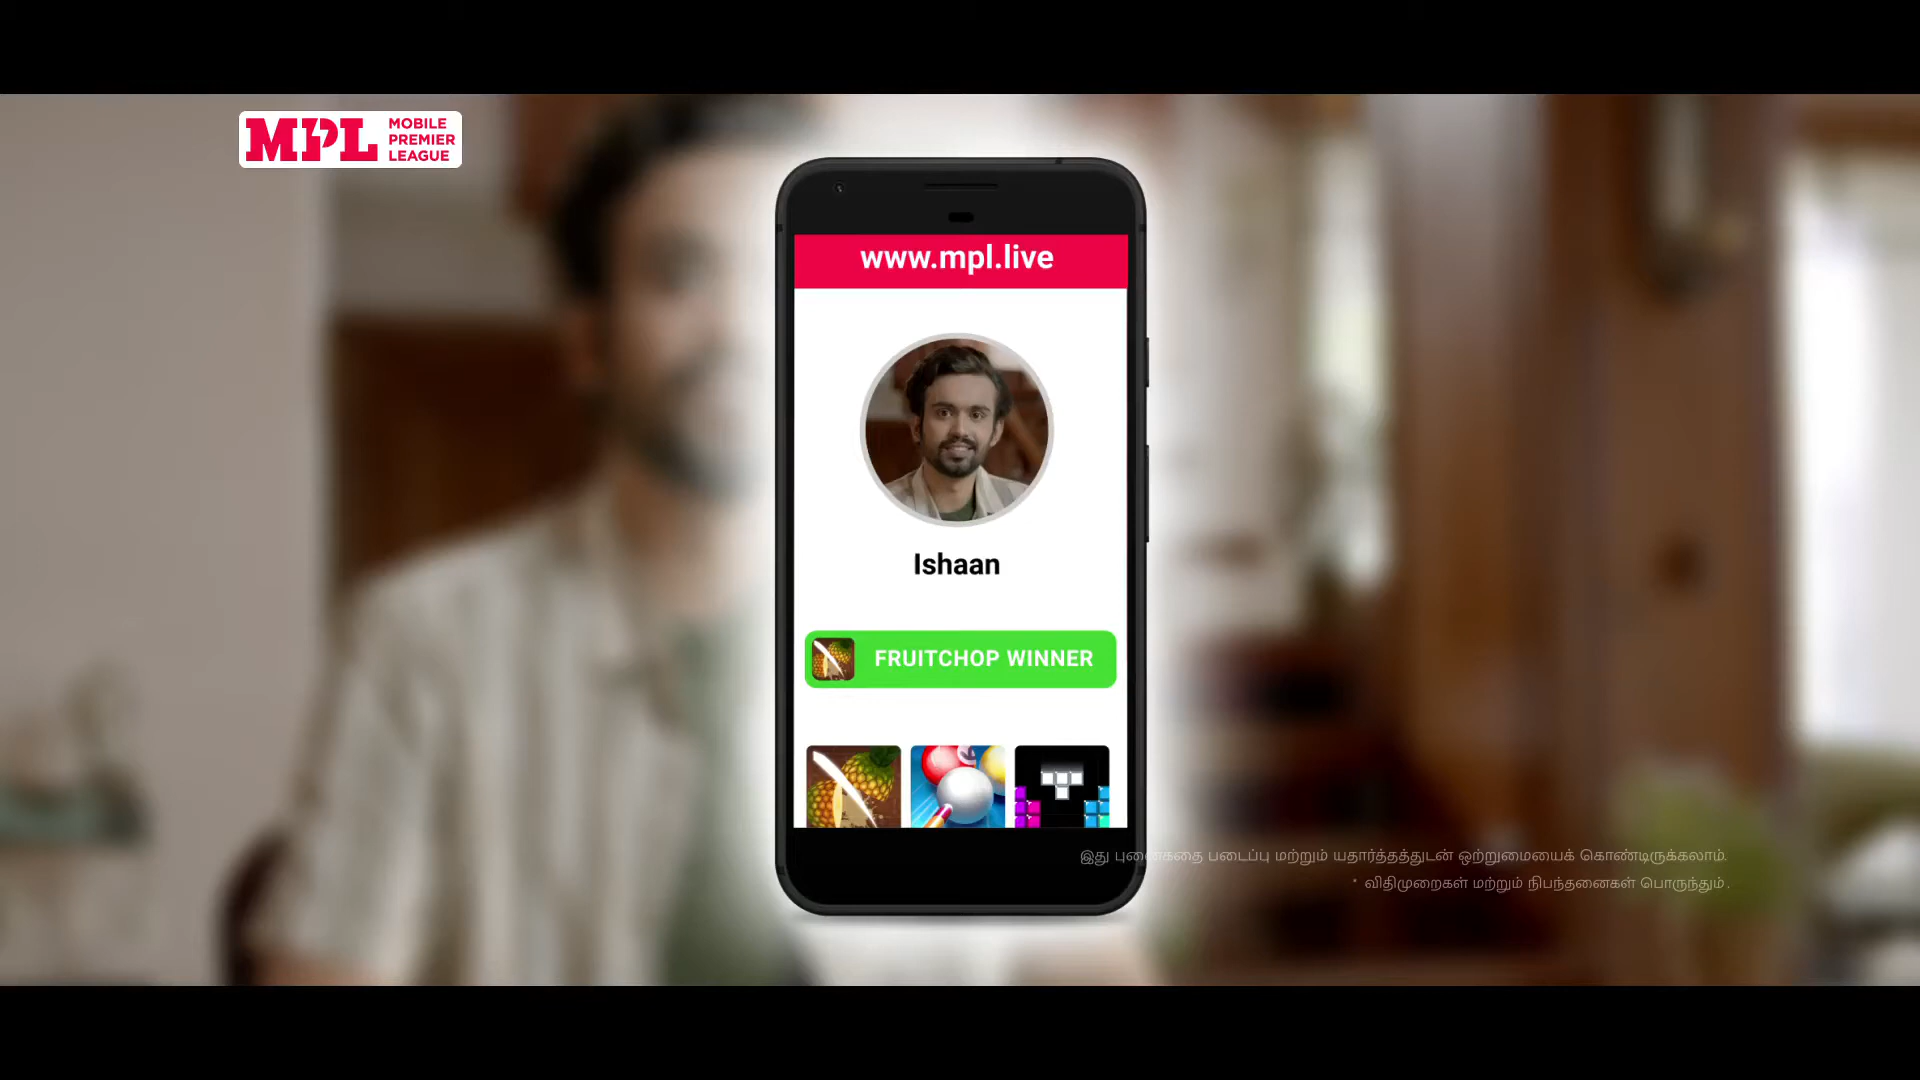 MPL
MOBILE
PREMIER
LEAGUE
www.mpl.live
Ishaan
FRUITCHOP WINNER
இது புனைகதை படைப்பு மற்றும் யதார்த்தத்துடன் ஒற்றுமையைக் கொண்டிருக்கலாம்.
* விதிமுறைகள் மற்றும் நிபந்தனைகள் பொருந்தும்.